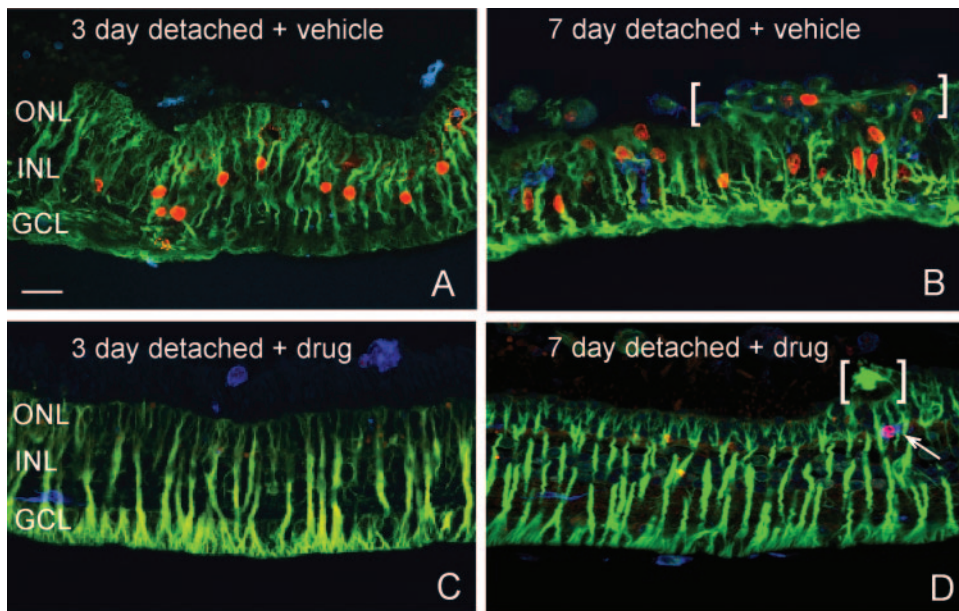 3 day detached + vehicle
ONL
INL
GCL
A
7 day detached + vehicle
[ ]
B
3 day detached + drug
ONL
INL
GCL
C
7 day detached + drug
[ ]
D